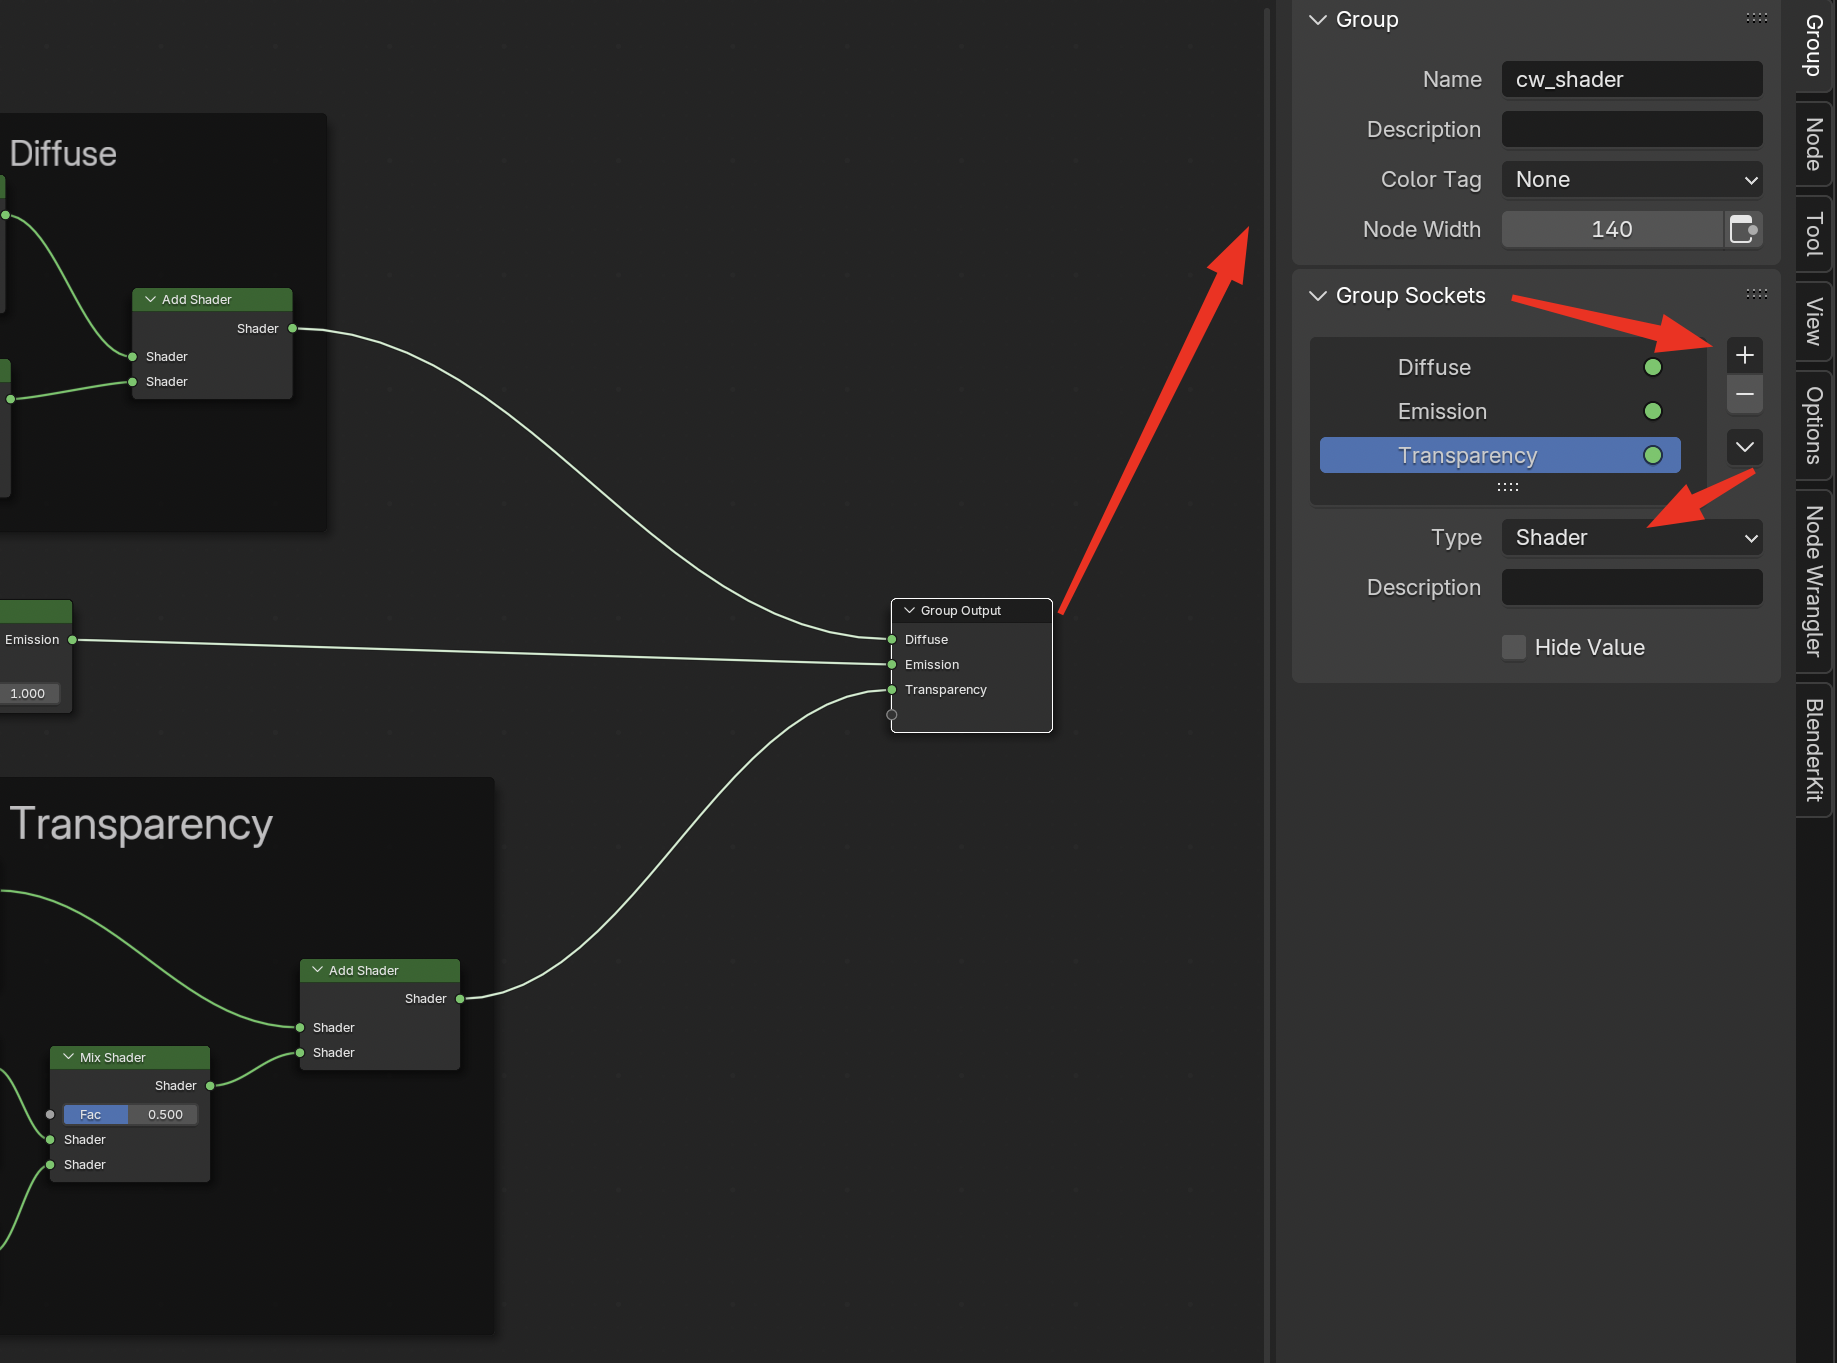 Diffuse
Add Shader
Shader
Shader
Shader
Emission
1.000
Group Output
Diffuse
Emission
Transparency
Transparency
Add Shader
Shader
Shader
Shader
Mix Shader
Shader
Fac 0.500
Shader
Shader
Group
Name cw_shader
Description
Color Tag None
Node Width 140
Group Sockets
Diffuse
Emission
Transparency
Type Shader
Description
Hide Value
Group
Node
Tool
View
Options
Node Wrangler
BlenderKit